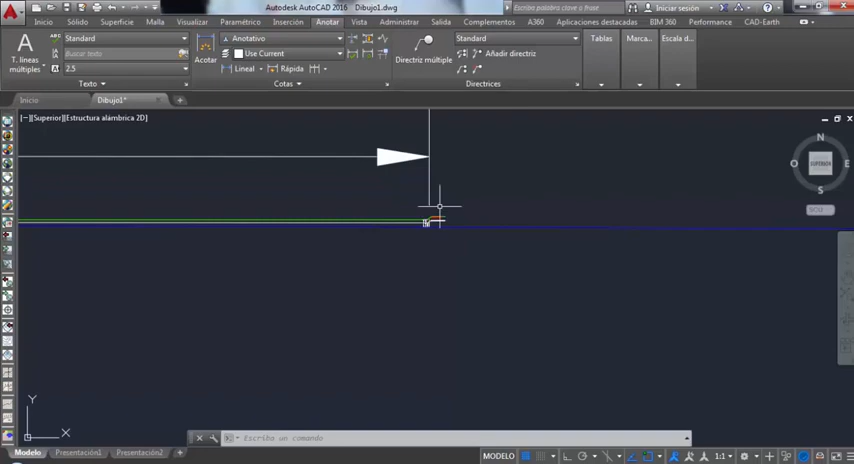 Autodesk AutoCAD 2016 Dibujo1.dwg
Escriba palabra clave o frase
Iniciar sesión
Inicio Sólido Superficie Malla Visualizar Paramétrico Inserción Anotar Vista Administrar Salida Complementos A360 Aplicaciones destacadas BIM 360 Performance CAD-Earth
A
T. líneas
múltiples
ABC Standard
Buscar texto
2.5
Texto
Acotar
Anotativo
Use Current
Lineal Rápida
Cotas
Directriz múltiple
Standard
Añadir directriz
Directrices
Tablas
Marca...
Escala d...
Inicio
Dibujo1*
[−][Superior][Estructura alámbrica 2D]
N
O SUPERIOR E
S
SCU
Y
X
Escriba un comando
Modelo Presentación1 Presentación2
MODELO
1:1